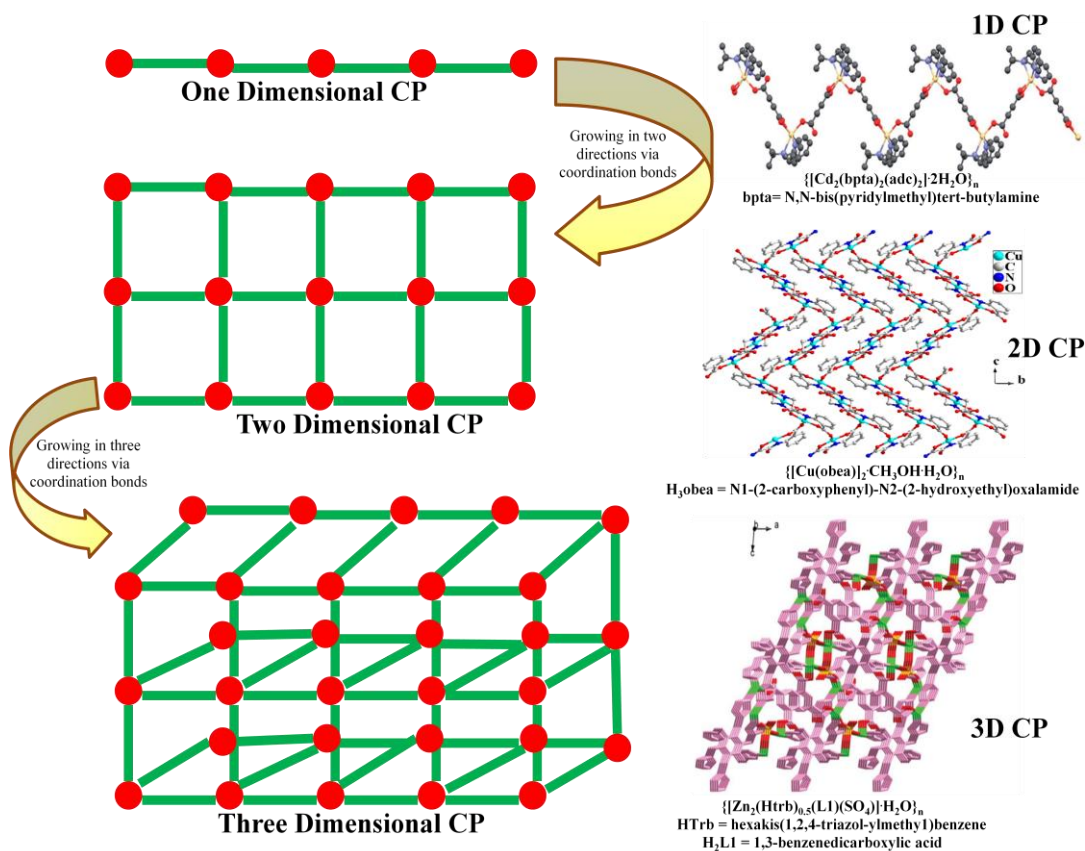 One Dimensional CP
Growing in two
directions via
coordination bonds
Two Dimensional CP
Growing in three
directions via
coordination bonds
Three Dimensional CP
1D CP
{[Cd₂(bpta)₂(adc)₂]·2H₂O}ₙ
bpta= N,N-bis(pyridylmethyl)tert-butylamine
Cu
C
N
O
2D CP
c
b
{[Cu(obea)]₂·CH₃OH·H₂O}ₙ
H₃obea = N1-(2-carboxyphenyl)-N2-(2-hydroxyethyl)oxalamide
a
c
3D CP
{[Zn₂(Htrb)₀.₅(L1)(SO₄)]·H₂O}ₙ
HTrb = hexakis(1,2,4-triazol-ylmethy1)benzene
H₂L1 = 1,3-benzenedicarboxylic acid